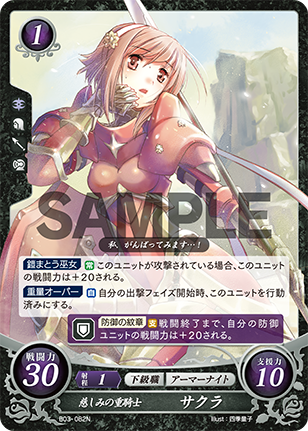 1
SAMPLE
私、がんばってみます…！
鎧まとう巫女 常 このユニットが攻撃されている場合、このユニット
の戦闘力は+20される。
重量オーバー 自 自分の出撃フェイズ開始時、このユニットを行動
済みにする。
防御の紋章 支 戦闘終了まで、自分の防御
ユニットの戦闘力は+20される。
戦闘力
30
射程 1 下級職 アーマーナイト
支援力
10
慈しみの重騎士 サクラ
B03-082N
Illust：四季童子